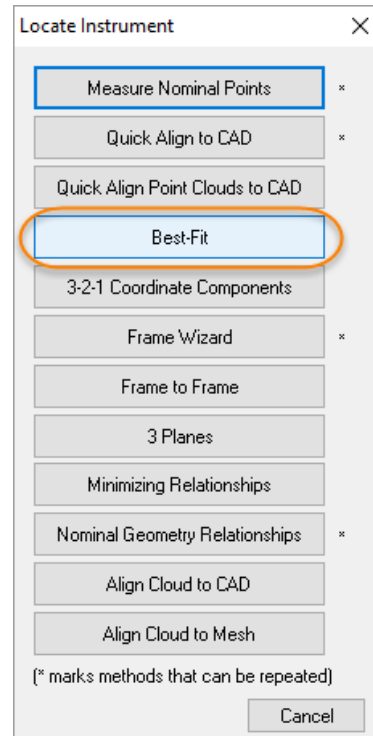 Locate Instrument
Measure Nominal Points *
Quick Align to CAD *
Quick Align Point Clouds to CAD
Best-Fit
3-2-1 Coordinate Components
Frame Wizard *
Frame to Frame
3 Planes
Minimizing Relationships
Nominal Geometry Relationships *
Align Cloud to CAD
Align Cloud to Mesh
(* marks methods that can be repeated)
Cancel